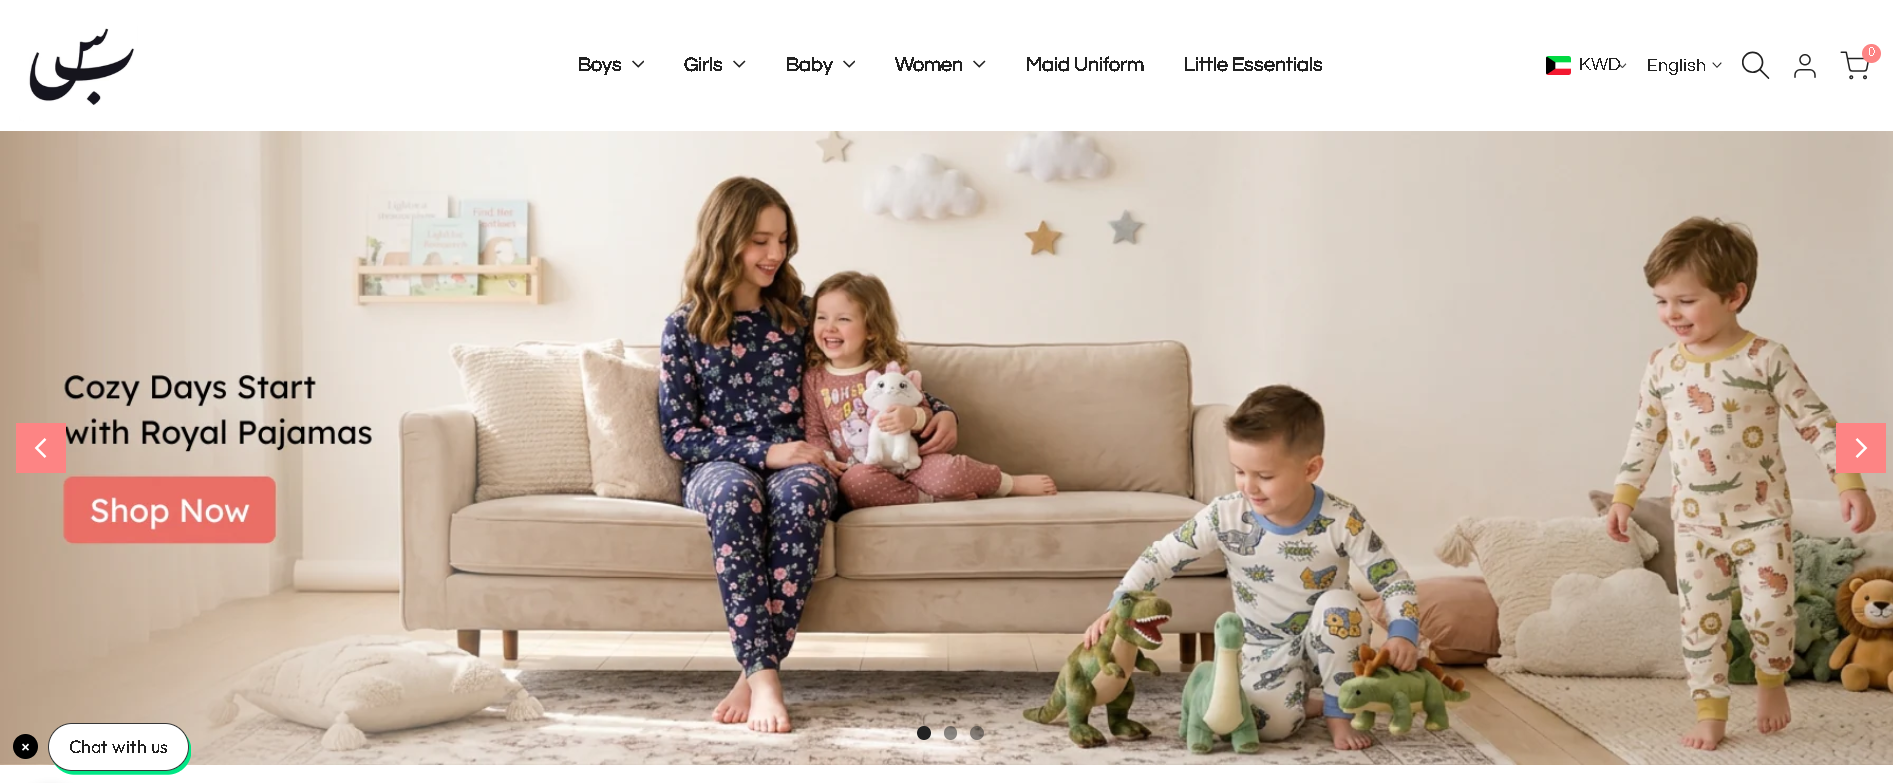 بس
Boys
Girls
Baby
Women
Maid Uniform
Little Essentials
KWD
English
0
Cozy Days Start
with Royal Pajamas
Shop Now
Chat with us